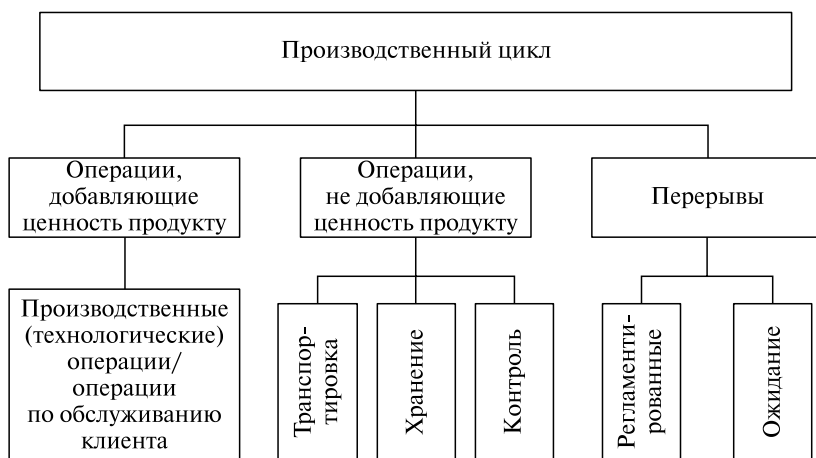 Производственный цикл
Операции,
добавляющие
ценность продукту
Операции,
не добавляющие
ценность продукту
Перерывы
Производственные
(технологические)
операции/
операции
по обслуживанию
клиента
Транспор-
тировка
Хранение
Контроль
Регламенти-
рованные
Ожидание